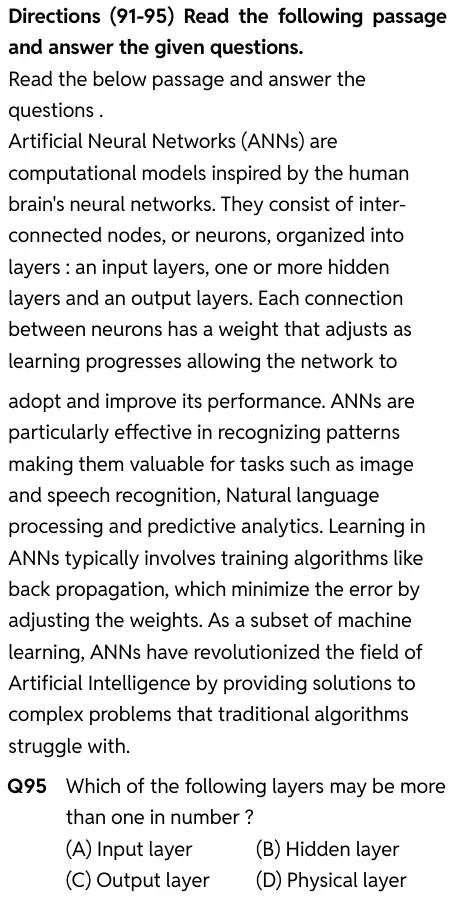 Directions (91-95) Read the following passage
and answer the given questions.
Read the below passage and answer the
questions .
Artificial Neural Networks (ANNs) are
computational models inspired by the human
brain's neural networks. They consist of inter-
connected nodes, or neurons, organized into
layers : an input layers, one or more hidden
layers and an output layers. Each connection
between neurons has a weight that adjusts as
learning progresses allowing the network to
adopt and improve its performance. ANNs are
particularly effective in recognizing patterns
making them valuable for tasks such as image
and speech recognition, Natural language
processing and predictive analytics. Learning in
ANNs typically involves training algorithms like
back propagation, which minimize the error by
adjusting the weights. As a subset of machine
learning, ANNs have revolutionized the field of
Artificial Intelligence by providing solutions to
complex problems that traditional algorithms
struggle with.
Q95 Which of the following layers may be more
than one in number ?
(A) Input layer (B) Hidden layer
(C) Output layer (D) Physical layer